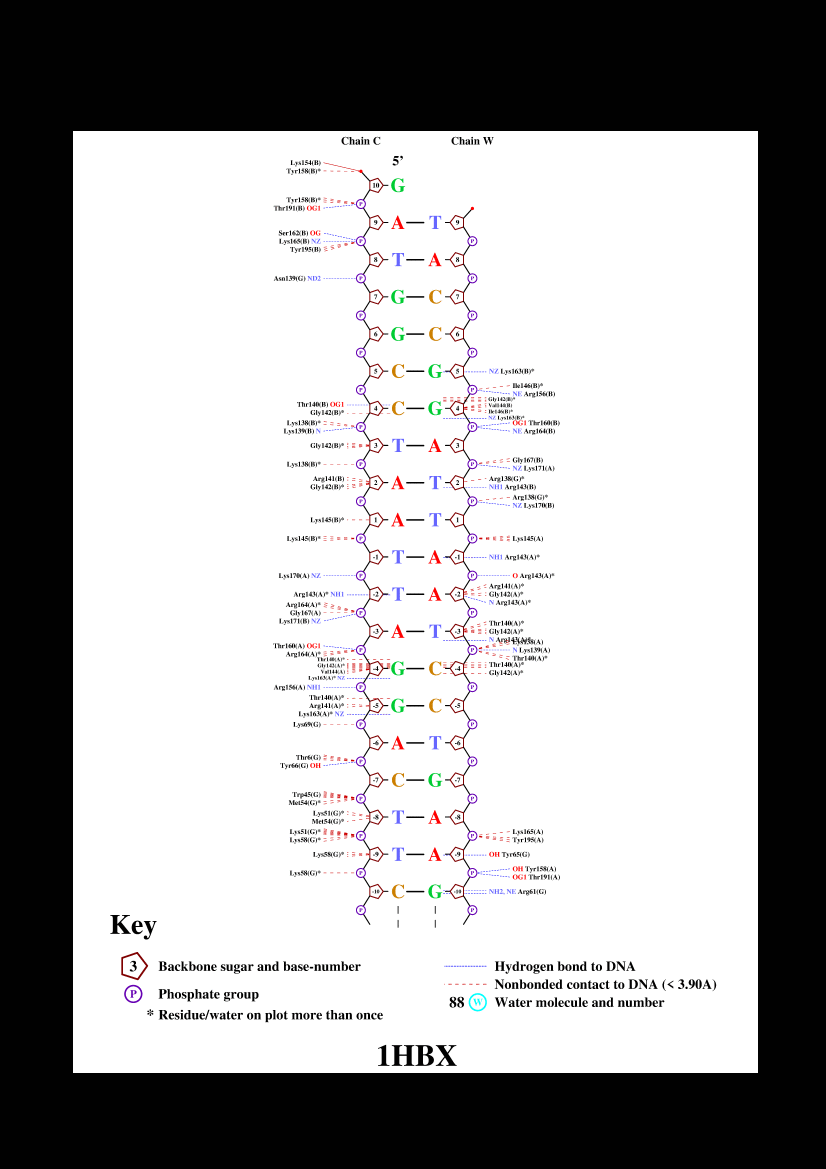 Chain C Chain W
5'
Lys154(B)
Tyr158(B)*
10 G
Tyr158(B)*
P
Thr191(B) OG1
9 A T 9
Ser162(B) OG
Lys165(B) NZ P P
Tyr195(B)
8 T A 8
Asn139(G) ND2 P P
7 G C 7
P P
6 G C 6
P P
5 C G 5 NZ Lys163(B)*
Ile146(B)*
P P
NE Arg156(B)
Gly142(B)*
Thr140(B) OG1 Val144(B)
4 C G 4
Gly142(B)* Ile146(B)*
NZ Lys163(B)*
Lys138(B)* OG1 Thr160(B)
P P
Lys139(B) N NE Arg164(B)
Gly142(B)* 3 T A 3
Gly167(B)
Lys138(B)* P P
NZ Lys171(A)
Arg141(B) Arg138(G)*
2 A T 2
Gly142(B)* NH1 Arg143(B)
Arg138(G)*
P P
NZ Lys170(B)
Lys145(B)* 1 A T 1
Lys145(B)* P P Lys145(A)
-1 T A -1 NH1 Arg143(A)*
Lys170(A) NZ P P O Arg143(A)*
Arg141(A)*
Arg143(A)* NH1 -2 T A -2 Gly142(A)*
N Arg143(A)*
Arg164(A)*
Gly167(A) P P
Lys171(B) NZ
Thr140(A)*
-3 A T -3 Gly142(A)*
N Arg143(A)*
Lys138(A)
Thr160(A) OG1 P P N Lys139(A)
Arg164(A)* Thr140(A)*
Thr140(A)*
Gly142(A)* Thr140(A)*
Val144(A) -4 G C -4
Lys163(A)* NZ Gly142(A)*
Arg156(A) NH1 P P
Thr140(A)*
Arg141(A)* -5 G C -5
Lys163(A)* NZ
Lys69(G) P P
-6 A T -6
Thr6(G)
P P
Tyr66(G) OH
-7 C G -7
Trp45(G)
P P
Met54(G)*
Lys51(G)*
-8 T A -8
Met54(G)*
Lys51(G)* Lys165(A)
P P
Lys58(G)* Tyr195(A)
Lys58(G)* -9 T A -9 OH Tyr65(G)
OH Tyr158(A)
Lys58(G)* P P
OG1 Thr191(A)
-10 C G -10 NH2, NE Arg61(G)
P P
Key
3 Backbone sugar and base-number
P Phosphate group
* Residue/water on plot more than once
Hydrogen bond to DNA
Nonbonded contact to DNA (< 3.90A)
88 W Water molecule and number
1HBX